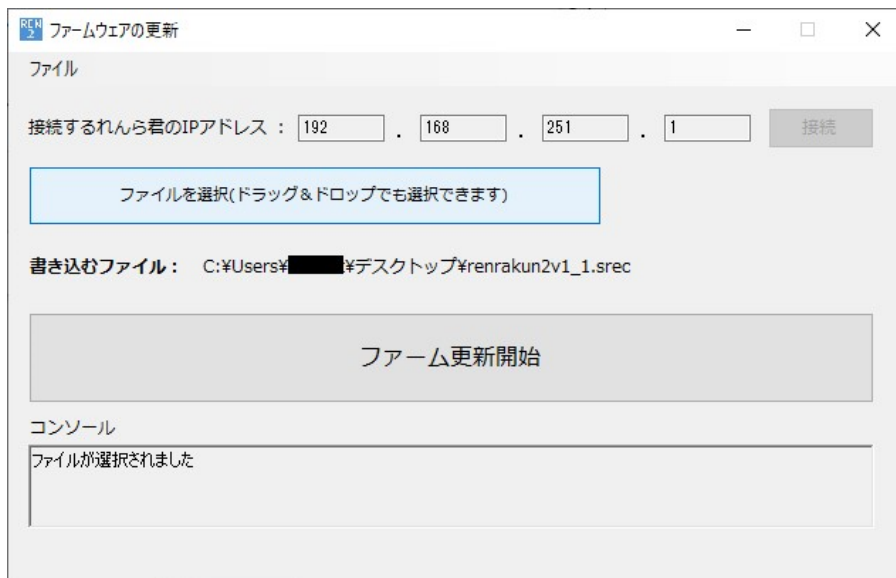 REN
2
ファームウェアの更新
ファイル
接続するれんら君のIPアドレス : 192 . 168 . 251 . 1 接続
ファイルを選択(ドラッグ&ドロップでも選択できます)
書き込むファイル: C:¥Users¥ ¥デスクトップ¥renrakun2v1_1.srec
ファーム更新開始
コンソール
ファイルが選択されました